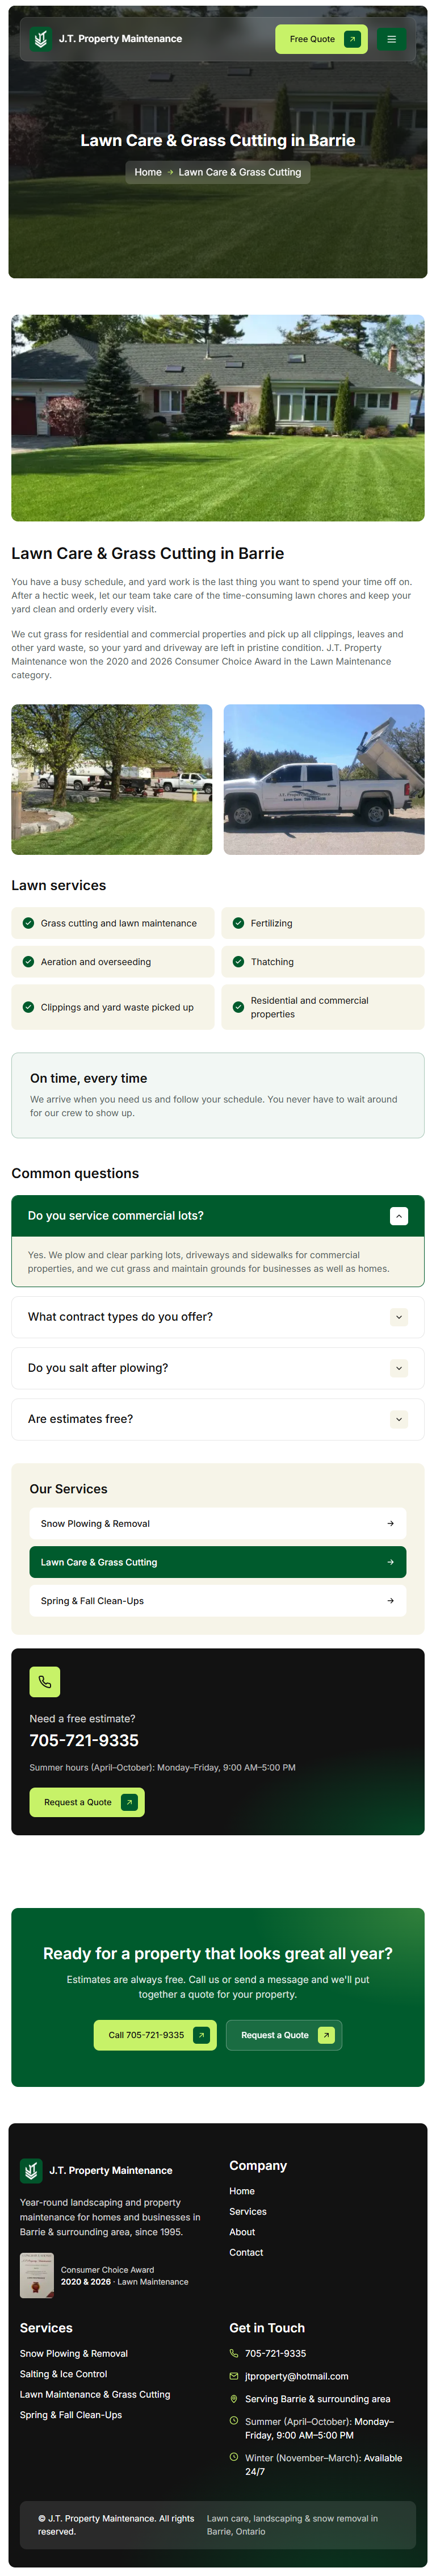 J.T. Property Maintenance
Free Quote
Lawn Care & Grass Cutting in Barrie
Home → Lawn Care & Grass Cutting
Lawn Care & Grass Cutting in Barrie
You have a busy schedule, and yard work is the last thing you want to spend your time off on.
After a hectic week, let our team take care of the time-consuming lawn chores and keep your
yard clean and orderly every visit.
We cut grass for residential and commercial properties and pick up all clippings, leaves and
other yard waste, so your yard and driveway are left in pristine condition. J.T. Property
Maintenance won the 2020 and 2026 Consumer Choice Award in the Lawn Maintenance
category.
Lawn services
Grass cutting and lawn maintenance
Fertilizing
Aeration and overseeding
Thatching
Clippings and yard waste picked up
Residential and commercial
properties
On time, every time
We arrive when you need us and follow your schedule. You never have to wait around
for our crew to show up.
Common questions
Do you service commercial lots?
Yes. We plow and clear parking lots, driveways and sidewalks for commercial
properties, and we cut grass and maintain grounds for businesses as well as homes.
What contract types do you offer?
Do you salt after plowing?
Are estimates free?
Our Services
Snow Plowing & Removal
Lawn Care & Grass Cutting
Spring & Fall Clean-Ups
Need a free estimate?
705-721-9335
Summer hours (April–October): Monday–Friday, 9:00 AM–5:00 PM
Request a Quote
Ready for a property that looks great all year?
Estimates are always free. Call us or send a message and we'll put
together a quote for your property.
Call 705-721-9335
Request a Quote
J.T. Property Maintenance
Year-round landscaping and property
maintenance for homes and businesses in
Barrie & surrounding area, since 1995.
Consumer Choice Award
2020 & 2026 · Lawn Maintenance
Company
Home
Services
About
Contact
Services
Snow Plowing & Removal
Salting & Ice Control
Lawn Maintenance & Grass Cutting
Spring & Fall Clean-Ups
Get in Touch
705-721-9335
jtproperty@hotmail.com
Serving Barrie & surrounding area
Summer (April–October): Monday–
Friday, 9:00 AM–5:00 PM
Winter (November–March): Available
24/7
© J.T. Property Maintenance. All rights
reserved.
Lawn care, landscaping & snow removal in
Barrie, Ontario